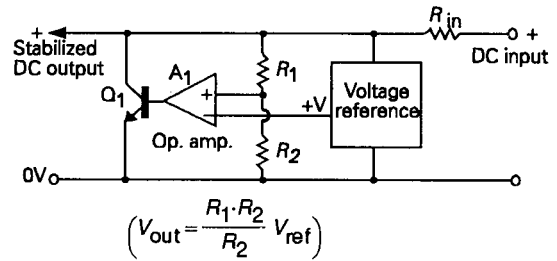 +
Stabilized
DC output
Q1
A1
+
−
Op. amp.
R1
R2
+V
Voltage
reference
Rin
+
DC input
0V
(Vout = R1·R2 / R2 Vref)